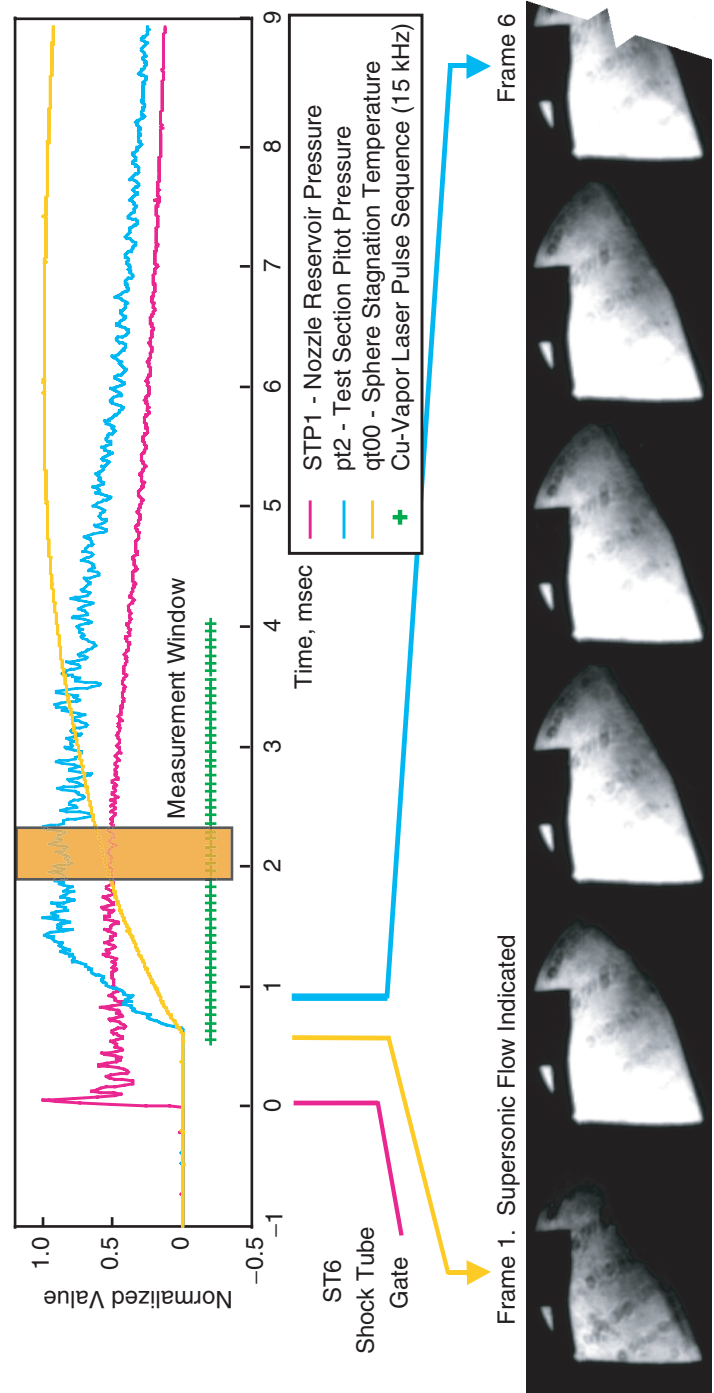 Normalized Value
1.0
0.5
0
−0.5
−1
0
1
2
3
4
5
6
7
8
9
Time, msec
Measurement Window
STP1 - Nozzle Reservoir Pressure
pt2 - Test Section Pitot Pressure
qt00 - Sphere Stagnation Temperature
Cu-Vapor Laser Pulse Sequence (15 kHz)
ST6
Shock Tube
Gate
Frame 1. Supersonic Flow Indicated
Frame 6